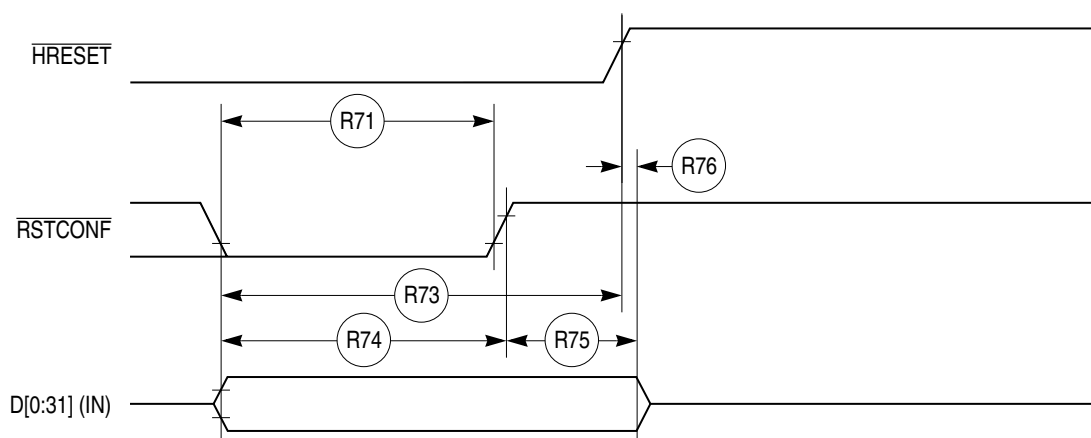 HRESET
R71
R76
RSTCONF
R73
R74
R75
D[0:31] (IN)